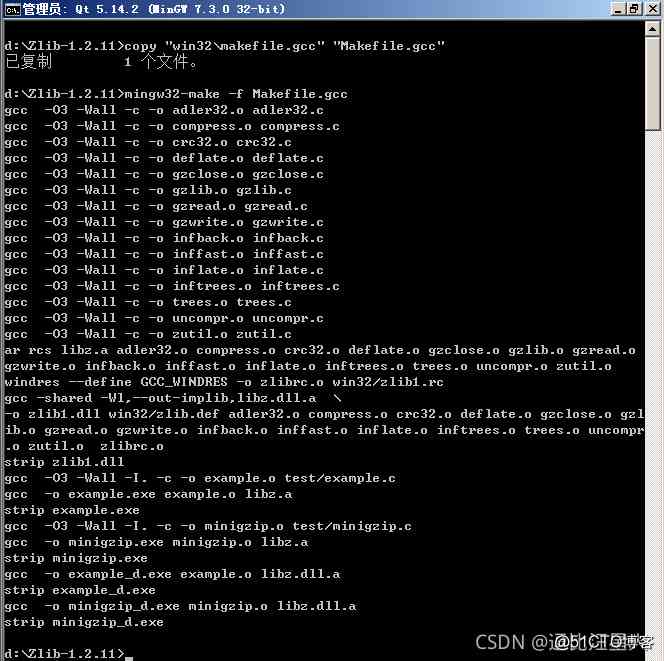 管理员: Qt 5.14.2 (MinGW 7.3.0 32-bit)
d:\Zlib-1.2.11>copy "win32\makefile.gcc" "Makefile.gcc"
已复制         1 个文件。
d:\Zlib-1.2.11>mingw32-make -f Makefile.gcc
gcc  -O3 -Wall -c -o adler32.o adler32.c
gcc  -O3 -Wall -c -o compress.o compress.c
gcc  -O3 -Wall -c -o crc32.o crc32.c
gcc  -O3 -Wall -c -o deflate.o deflate.c
gcc  -O3 -Wall -c -o gzclose.o gzclose.c
gcc  -O3 -Wall -c -o gzlib.o gzlib.c
gcc  -O3 -Wall -c -o gzread.o gzread.c
gcc  -O3 -Wall -c -o gzwrite.o gzwrite.c
gcc  -O3 -Wall -c -o infback.o infback.c
gcc  -O3 -Wall -c -o inffast.o inffast.c
gcc  -O3 -Wall -c -o inflate.o inflate.c
gcc  -O3 -Wall -c -o inftrees.o inftrees.c
gcc  -O3 -Wall -c -o trees.o trees.c
gcc  -O3 -Wall -c -o uncompr.o uncompr.c
gcc  -O3 -Wall -c -o zutil.o zutil.c
ar rcs libz.a adler32.o compress.o crc32.o deflate.o gzclose.o gzlib.o gzread.o
gzwrite.o infback.o inffast.o inflate.o inftrees.o trees.o uncompr.o zutil.o
windres --define GCC_WINDRES -o zlibrc.o win32/zlib1.rc
gcc -shared -Wl,--out-implib,libz.dll.a  \
-o zlib1.dll win32/zlib.def adler32.o compress.o crc32.o deflate.o gzclose.o gzl
ib.o gzread.o gzwrite.o infback.o inffast.o inflate.o inftrees.o trees.o uncompr
.o zutil.o  zlibrc.o
strip zlib1.dll
gcc  -O3 -Wall -I. -c -o example.o test/example.c
gcc  -o example.exe example.o libz.a
strip example.exe
gcc  -O3 -Wall -I. -c -o minigzip.o test/minigzip.c
gcc  -o minigzip.exe minigzip.o libz.a
strip minigzip.exe
gcc  -o example_d.exe example.o libz.dll.a
strip example_d.exe
gcc  -o minigzip_d.exe minigzip.o libz.dll.a
strip minigzip_d.exe
d:\Zlib-1.2.11>
CSDN @51CTO博客